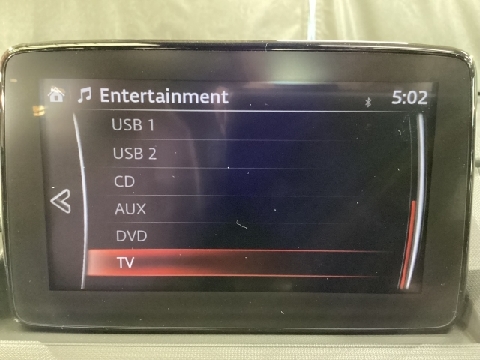 Entertainment 5:02
USB 1
USB 2
CD
AUX
DVD
TV